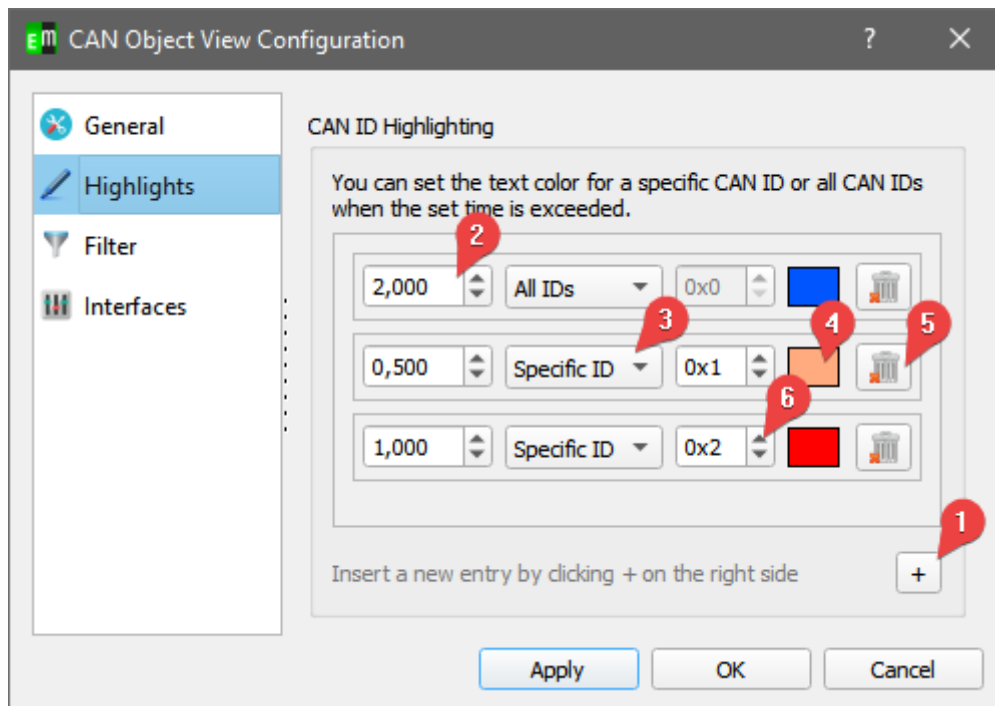 EM CAN Object View Configuration ? ×
General
Highlights
Filter
Interfaces
CAN ID Highlighting
You can set the text color for a specific CAN ID or all CAN IDs
when the set time is exceeded.
2
2,000 All IDs 0x0
3 4 5
0,500 Specific ID 0x1
6
1,000 Specific ID 0x2
1
Insert a new entry by clicking + on the right side +
Apply OK Cancel